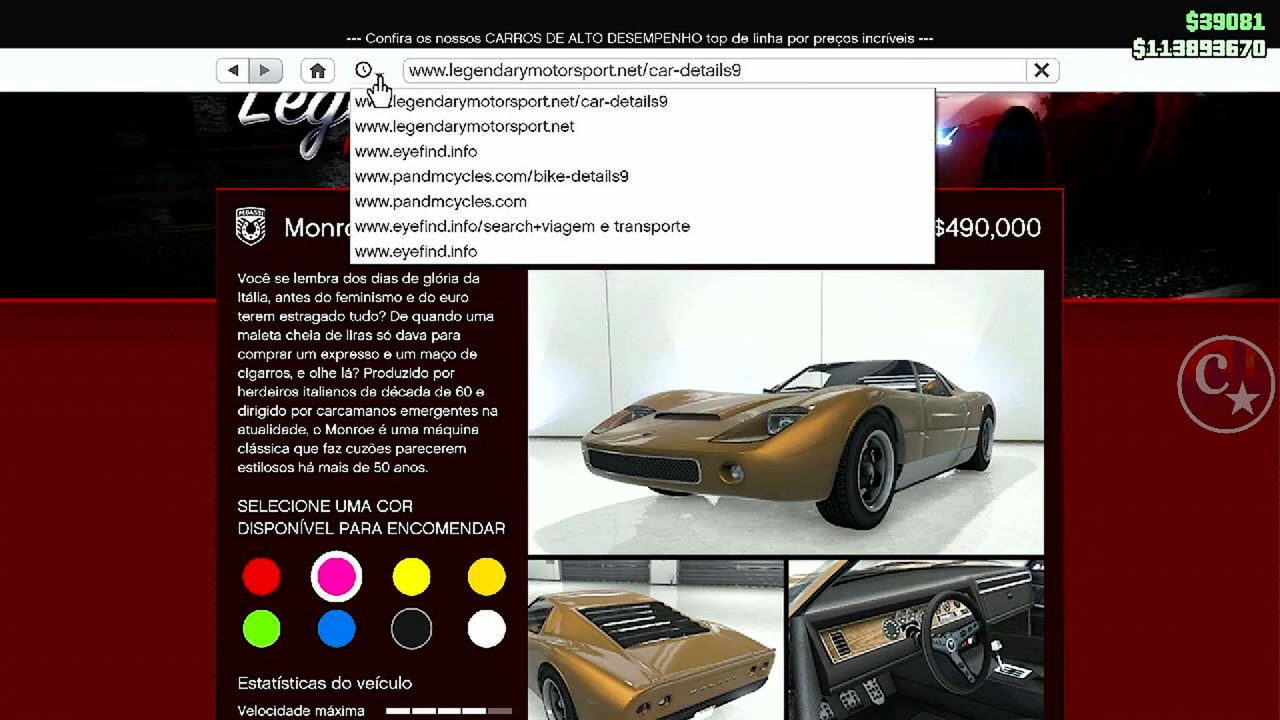 $39081
--- Confira os nossos CARROS DE ALTO DESEMPENHO top de linha por preços incríveis ---
$113893670
www.legendarymotorsport.net/car-details9
www.legendarymotorsport.net/car-details9
www.legendarymotorsport.net
www.eyefind.info
www.pandmcycles.com/bike-details9
www.pandmcycles.com
www.eyefind.info/search+viagem e transporte
www.eyefind.info
Leg
PEGASSI
Monro
$490,000
Você se lembra dos dias de glória da
Itália, antes do feminismo e do euro
terem estragado tudo? De quando uma
maleta cheia de liras só dava para
comprar um expresso e um maço de
cigarros, e olhe lá? Produzido por
herdeiros italianos da década de 60 e
dirigido por carcamanos emergentes na
atualidade, o Monroe é uma máquina
clássica que faz cuzões parecerem
estilosos há mais de 50 anos.
SELECIONE UMA COR
DISPONÍVEL PARA ENCOMENDAR
Estatísticas do veículo
Velocidade máxima
MONROE
C